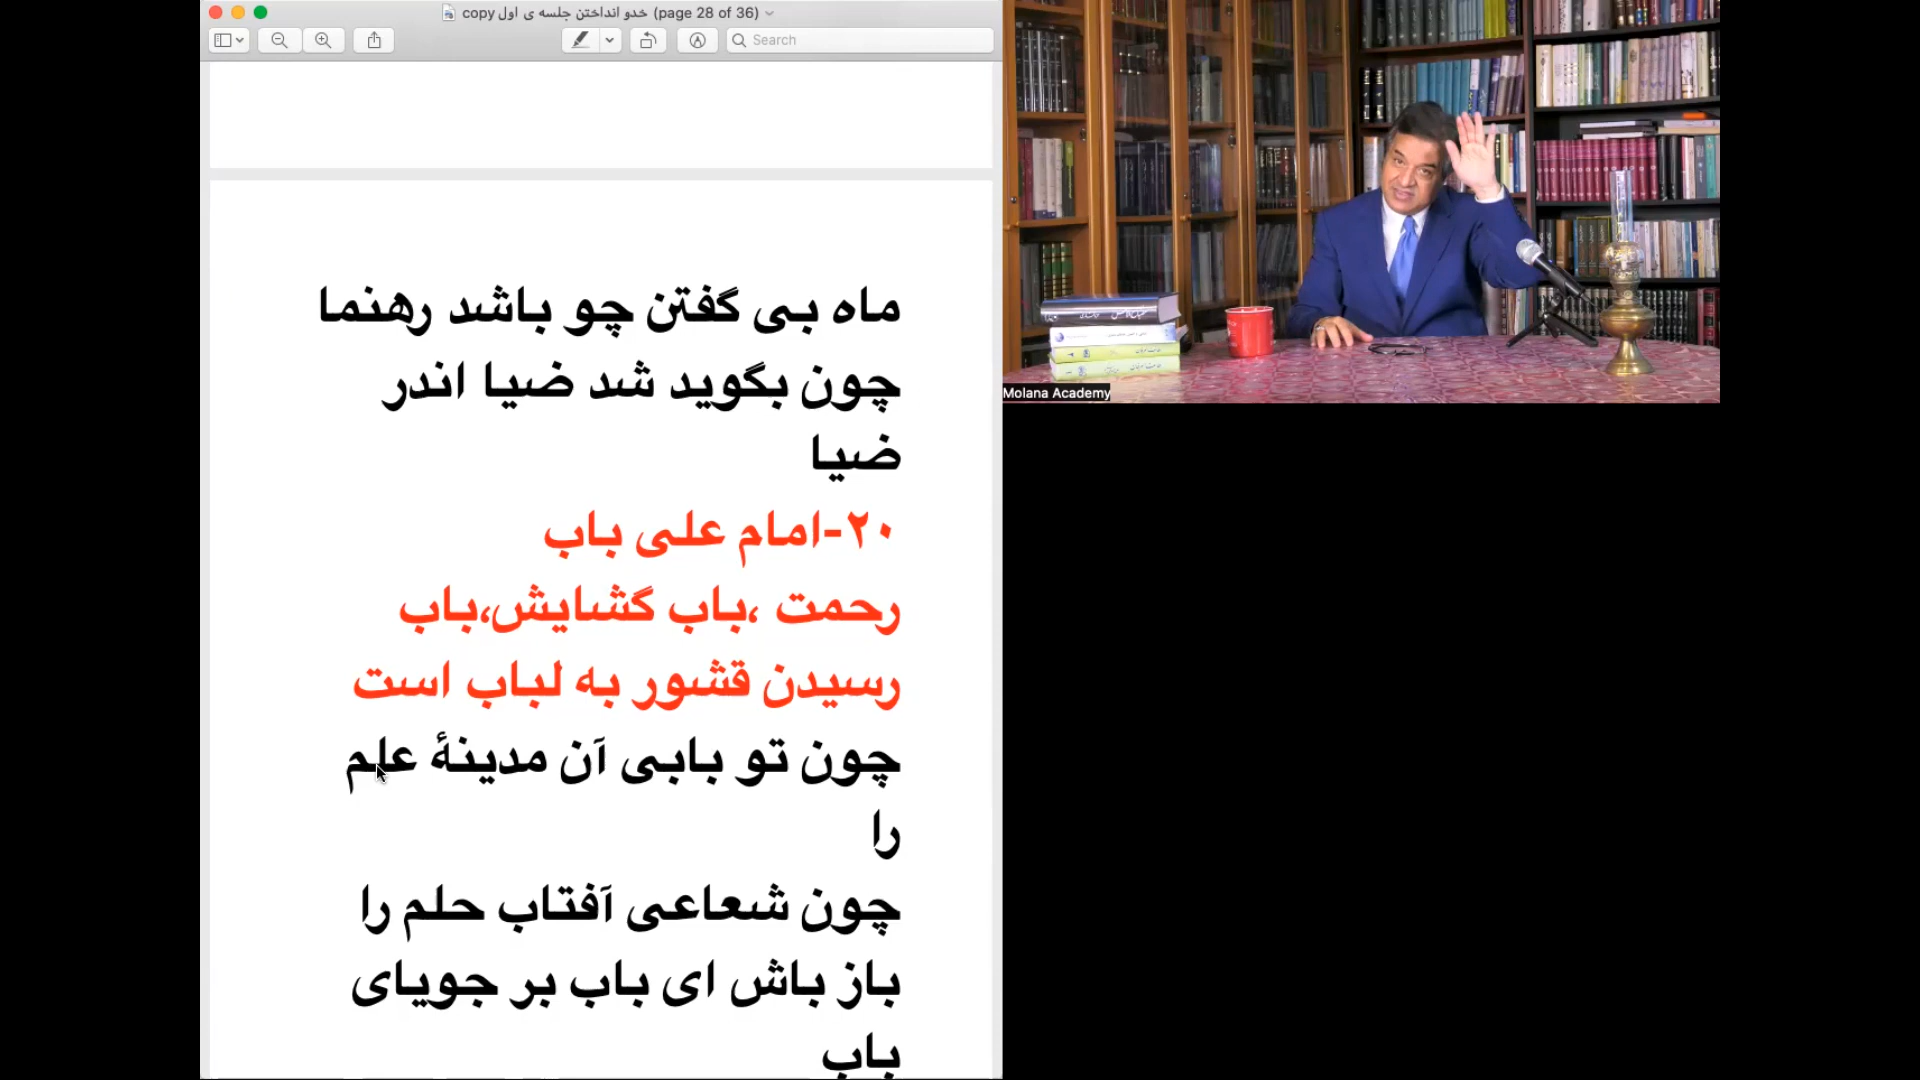 خدو انداختن جلسه ی اول copy (page 28 of 36)
Search
ماه بی گفتن چو باشد رهنما
چون بگوید شد ضیا اندر
ضیا
۲۰-امام علی باب
رحمت ،باب گشایش،باب
رسیدن قشور به لباب است
چون تو بابی آن مدینهٔ علم
را
چون شعاعی آفتاب حلم را
باز باش ای باب بر جویای
باب
Molana Academy